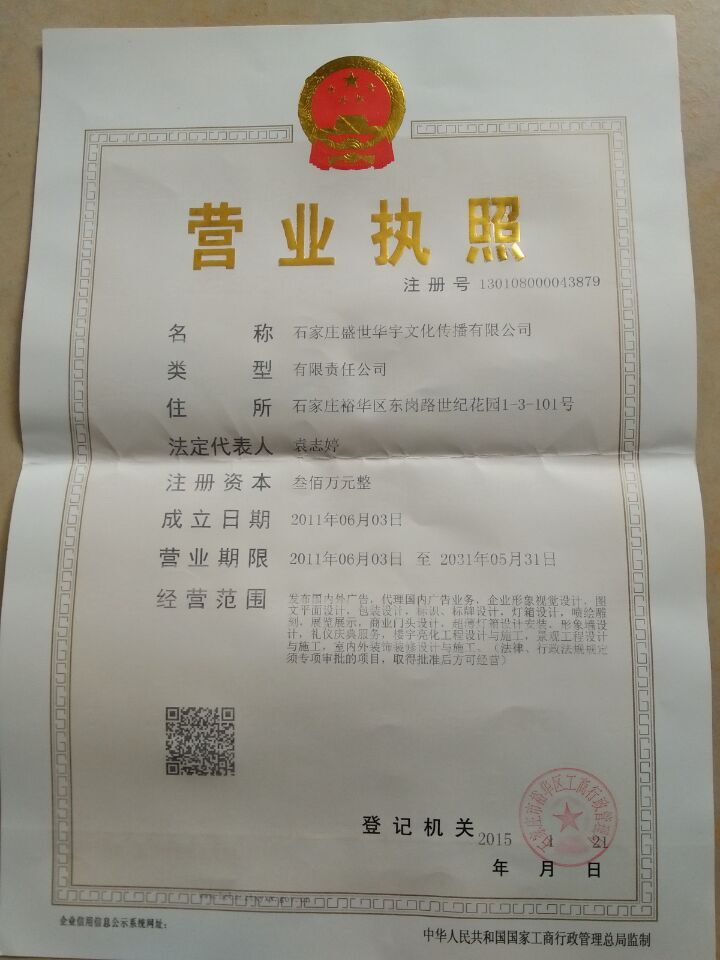 营业执照
注册号 130108000043879
名称 石家庄盛世华宇文化传播有限公司
类型 有限责任公司
住所 石家庄裕华区东岗路世纪花园1-3-101号
法定代表人 袁志婷
注册资本 叁佰万元整
成立日期 2011年06月03日
营业期限 2011年06月03日 至 2031年05月31日
经营范围 发布国内外广告，代理国内广告业务，企业形象视觉设计，图
文平面设计，包装设计，标识、标牌设计，灯箱设计，喷绘雕
刻，展览展示，商业门头设计，超薄灯箱设计安装，形象墙设
计，礼仪庆典服务，楼宇亮化工程设计与施工，景观工程设计
与施工，室内外装饰装修设计与施工。（法律、行政法规规定
须专项审批的项目，取得批准后方可经营）
石家庄市裕华区工商行政管理局
登记机关
2015 1 21
年 月 日
企业信用信息公示系统网址：
中华人民共和国国家工商行政管理总局监制